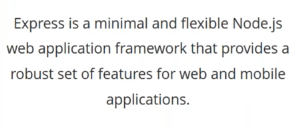 Express is a minimal and flexible Node.js
web application framework that provides a
robust set of features for web and mobile
applications.